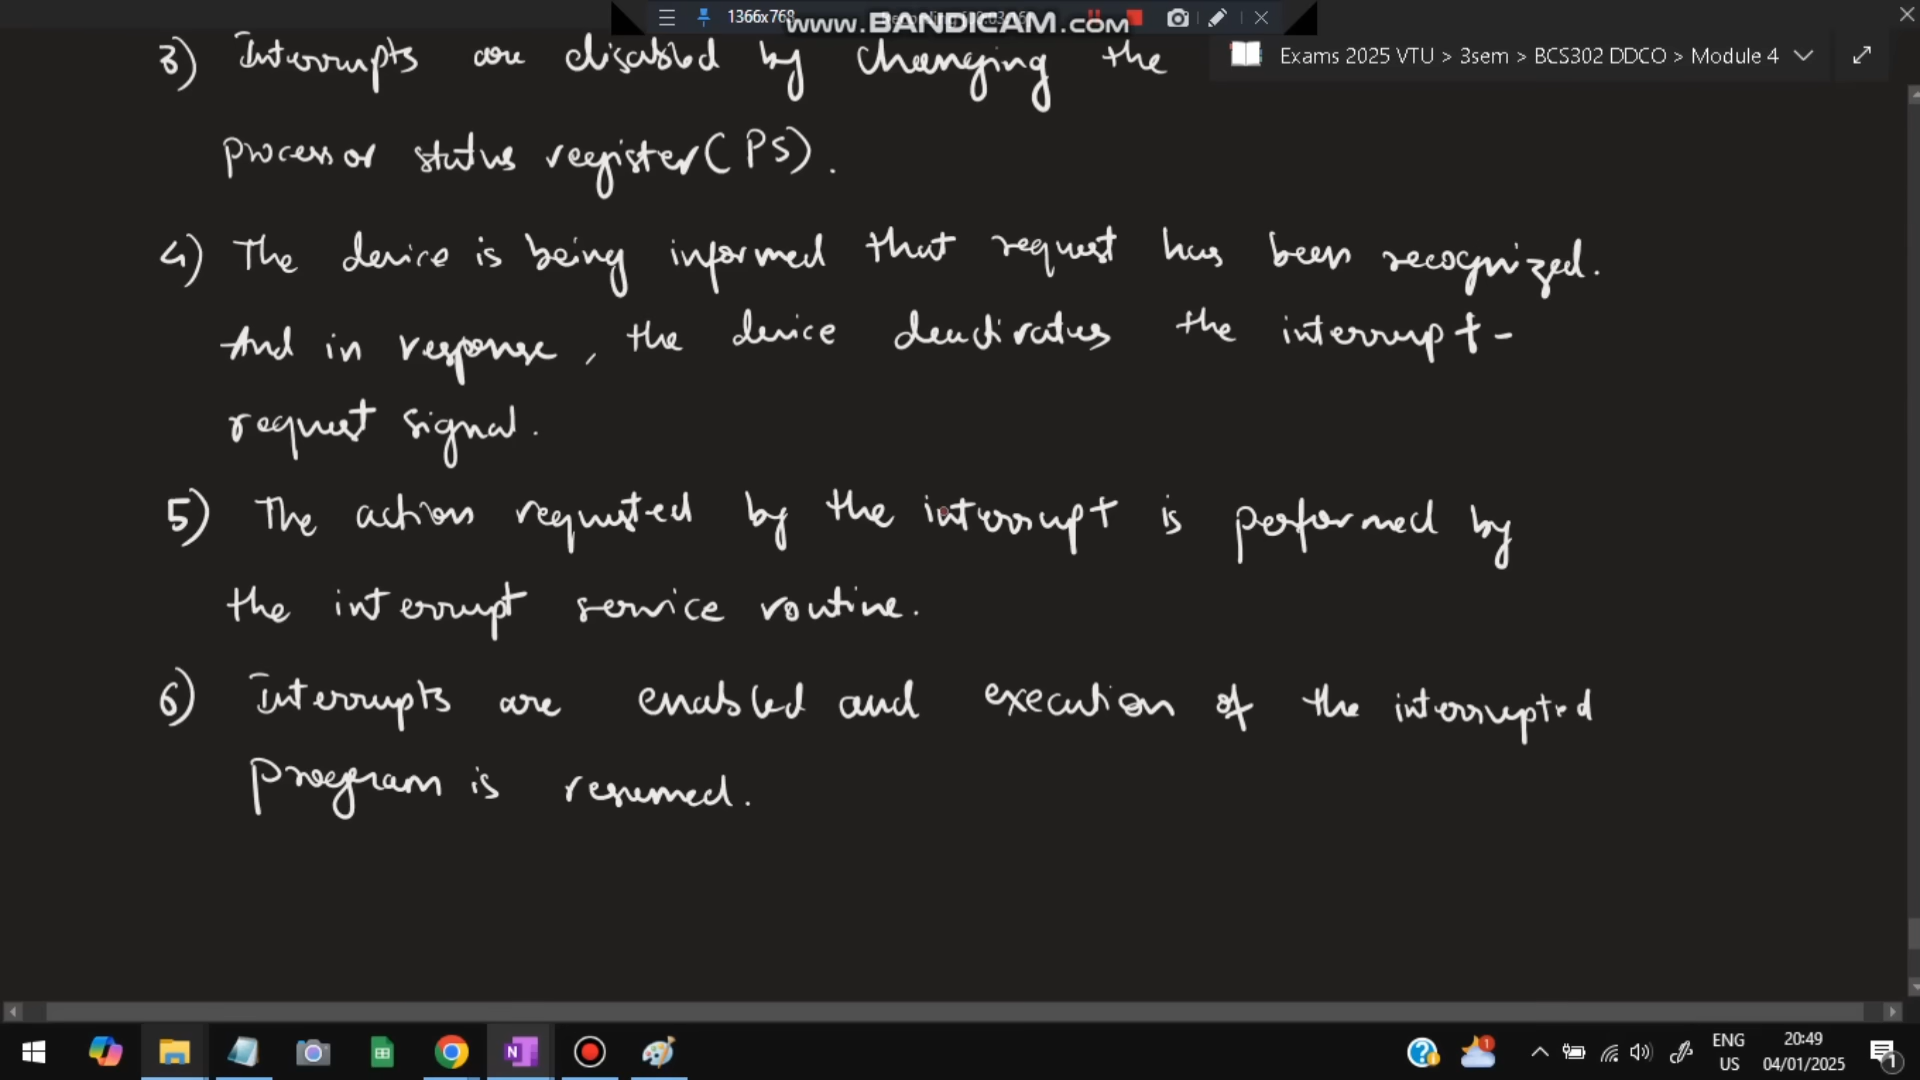 1366x768
www.BANDICAM.com
3) Interrupts are disabled by changing the
Exams 2025 VTU > 3sem > BCS302 DDCO > Module 4
processor status register (PS).
4) The device is being informed that request has been recognized.
And in response, the device deactivates the interrupt-
request signal.
5) The action requested by the interrupt is performed by
the interrupt service routine.
6) Interrupts are enabled and execution of the interrupted
program is resumed.
ENG
US
20:49
04/01/2025
1
1